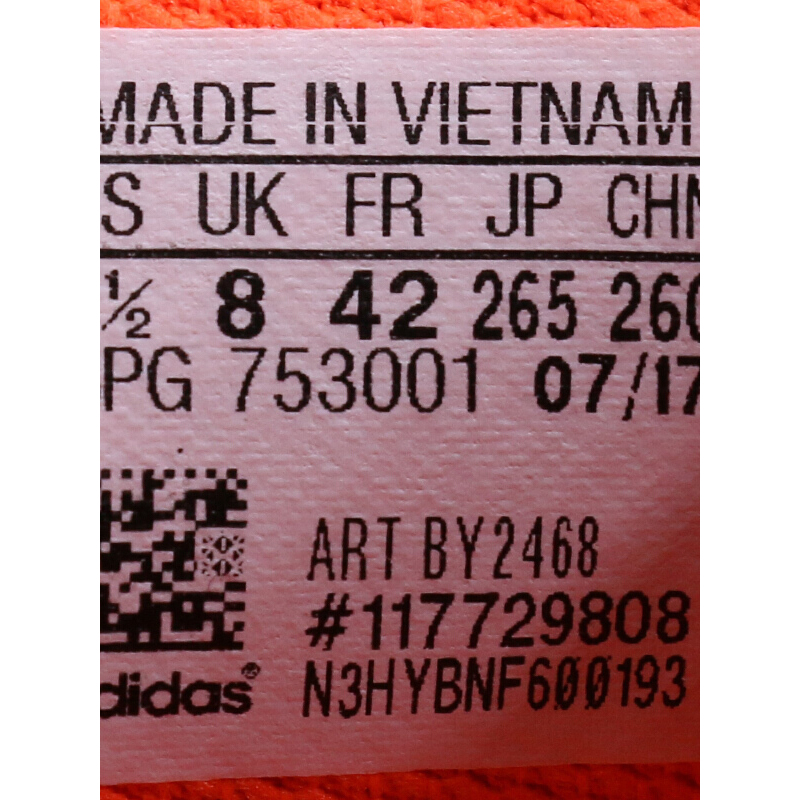 MADE IN VIETNAM
S UK FR JP CHN
½ 8 42 265 260
PG 753001 07/17
ART BY2468
#117729808
adidas® N3HYBNF600193